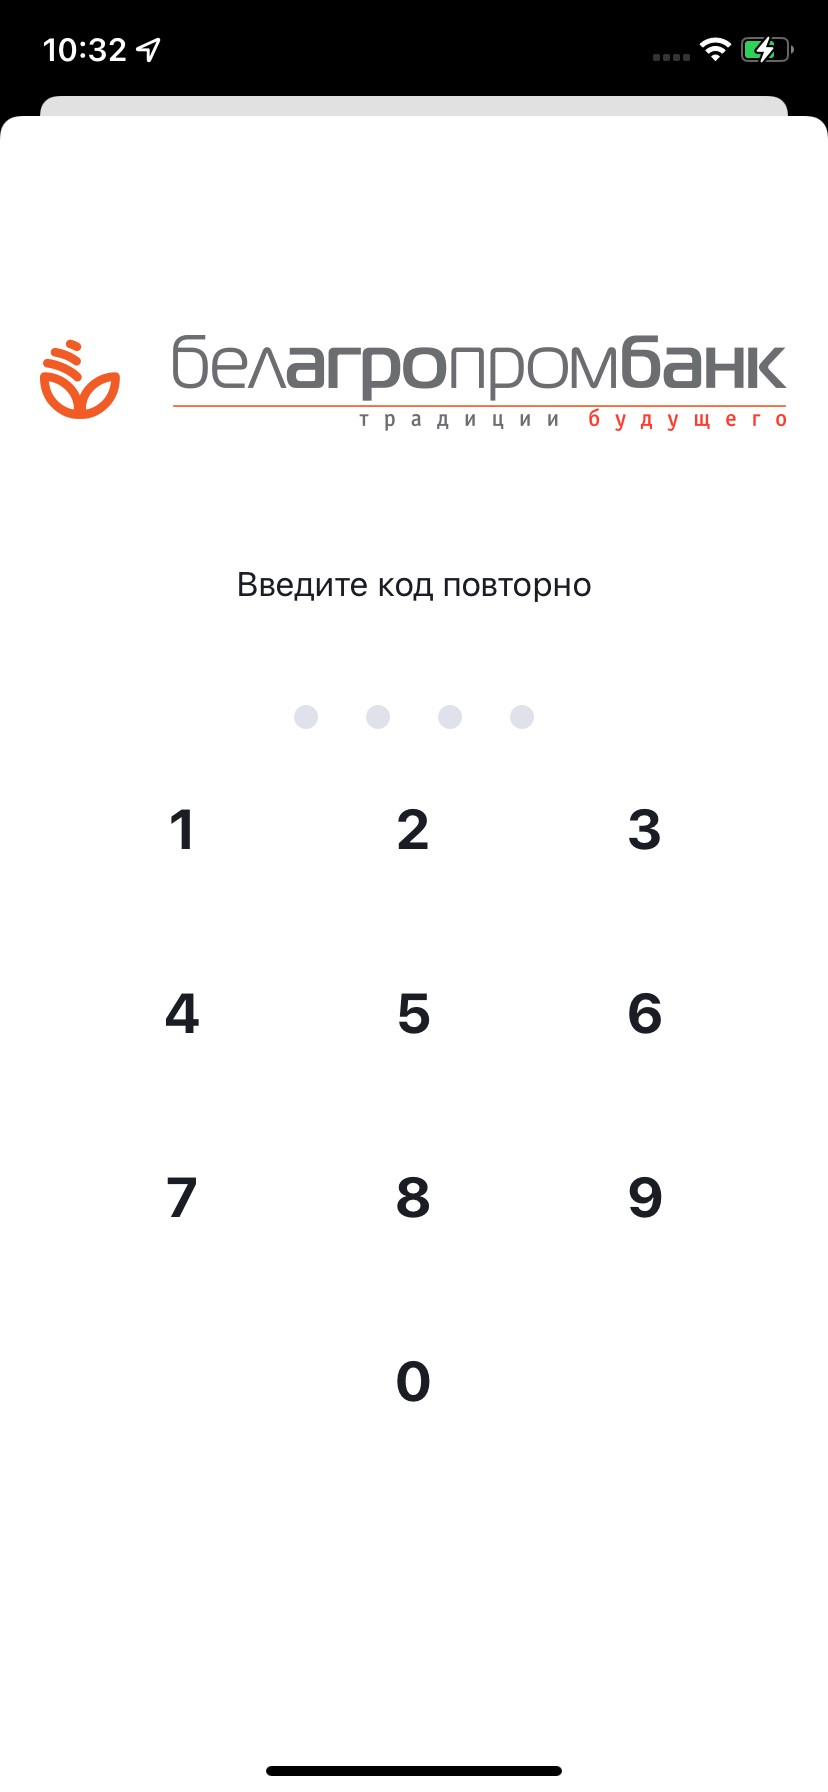 10:32
белагропромбанк
традиции будущего
Введите код повторно
1 2 3
4 5 6
7 8 9
0